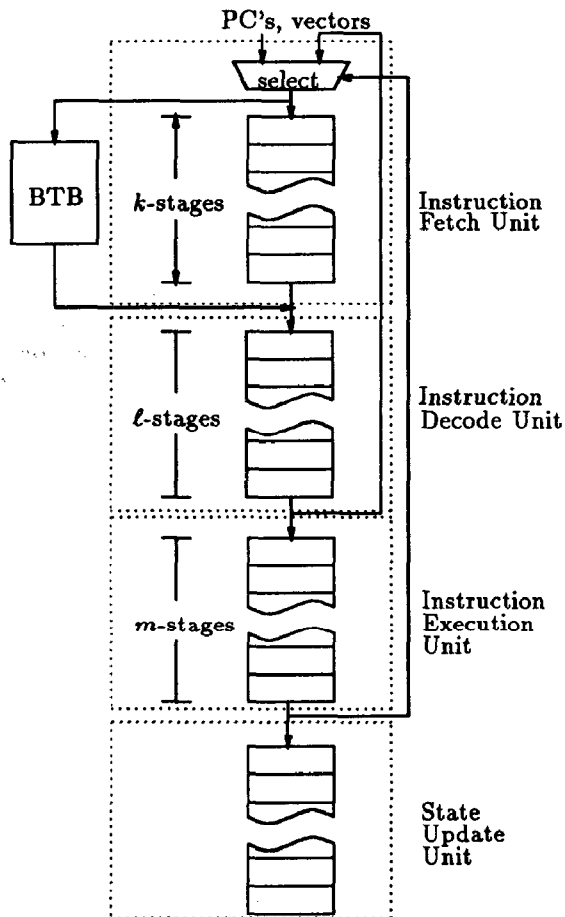 PC's, vectors
select
BTB
k-stages
Instruction
Fetch Unit
ℓ-stages
Instruction
Decode Unit
m-stages
Instruction
Execution
Unit
State
Update
Unit